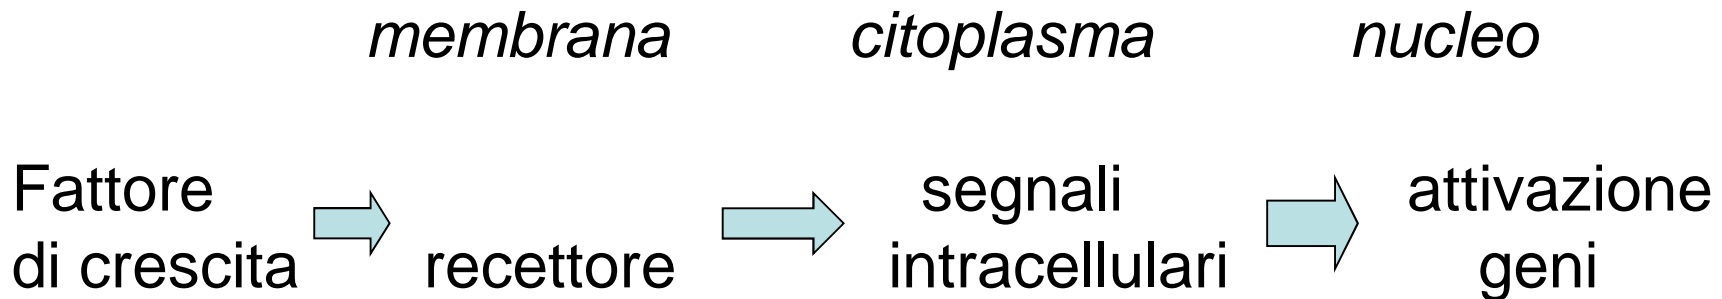 membrana citoplasma nucleo
Fattore segnali attivazione
di crescita recettore intracellulari geni